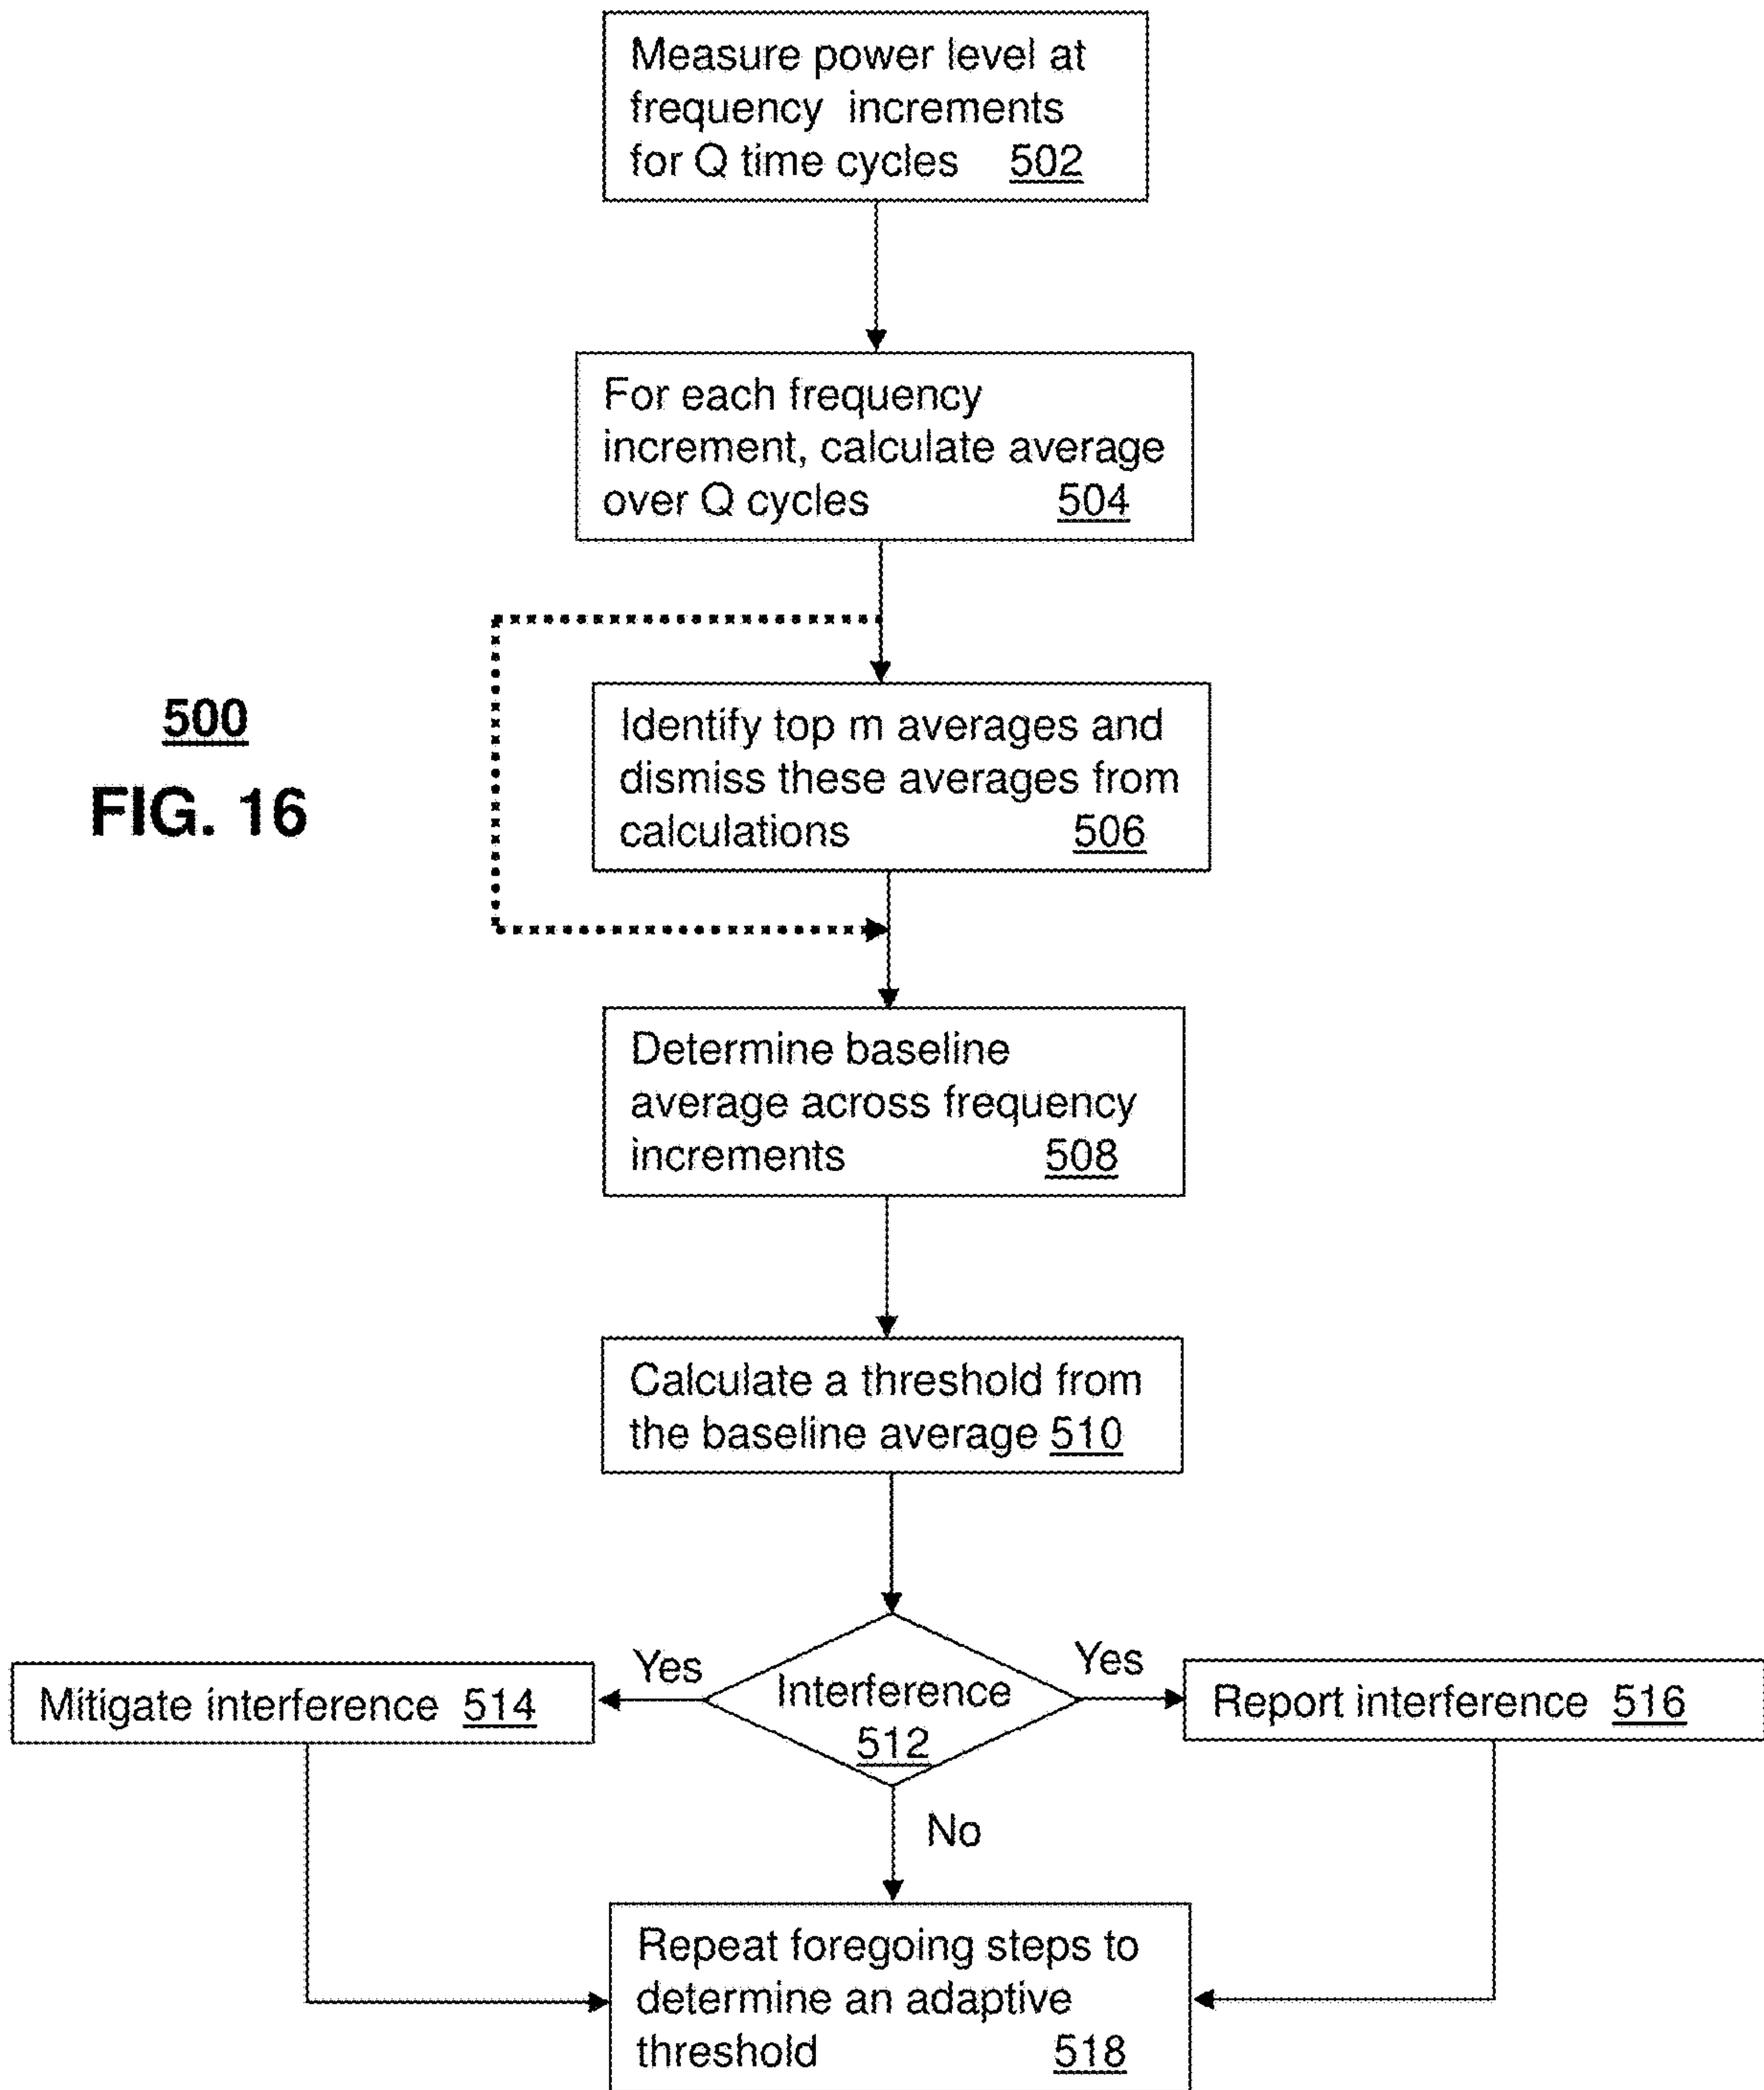 Measure power level at
frequency increments
for Q time cycles 502
For each frequency
increment, calculate average
over Q cycles 504
500
FIG. 16
Identify top m averages and
dismiss these averages from
calculations 506
Determine baseline
average across frequency
increments 508
Calculate a threshold from
the baseline average 510
Yes
Yes
Mitigate interference 514
Interference
512
Report interference 516
No
Repeat foregoing steps to
determine an adaptive
threshold 518